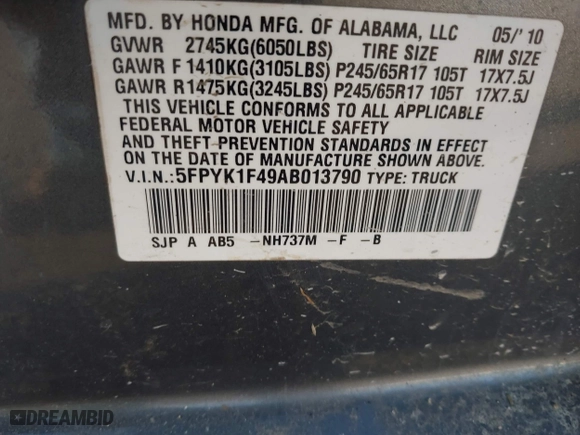 MFD. BY HONDA MFG. OF ALABAMA, LLC 05/'10
GVWR 2745KG(6050LBS) TIRE SIZE RIM SIZE
GAWR F 1410KG(3105LBS) P245/65R17 105T 17X7.5J
GAWR R1475KG(3245LBS) P245/65R17 105T 17X7.5J
THIS VEHICLE CONFORMS TO ALL APPLICABLE
FEDERAL MOTOR VEHICLE SAFETY
AND THEFT PREVENTION STANDARDS IN EFFECT
ON THE DATE OF MANUFACTURE SHOWN ABOVE.
V.I.N.:5FPYK1F49AB013790 TYPE: TRUCK
SJP A AB5 -NH737M -F -B
DREAMBID